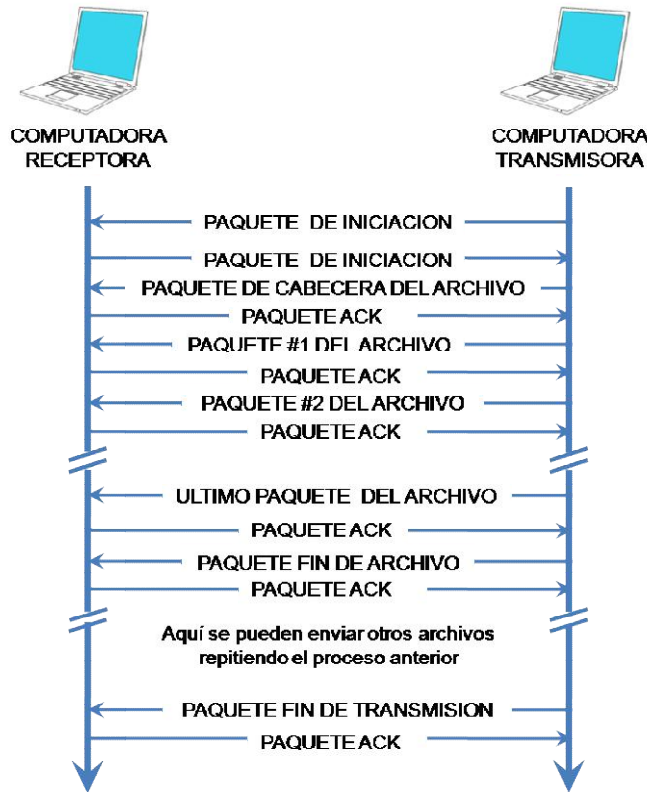 COMPUTADORA
RECEPTORA
COMPUTADORA
TRANSMISORA
PAQUETE DE INICIACION
PAQUETE DE INICIACION
PAQUETE DE CABECERA DEL ARCHIVO
PAQUETE ACK
PAQUETE #1 DEL ARCHIVO
PAQUETE ACK
PAQUETE #2 DEL ARCHIVO
PAQUETE ACK
ULTIMO PAQUETE DEL ARCHIVO
PAQUETE ACK
PAQUETE FIN DE ARCHIVO
PAQUETE ACK
Aquí se pueden enviar otros archivos
repitiendo el proceso anterior
PAQUETE FIN DE TRANSMISION
PAQUETE ACK